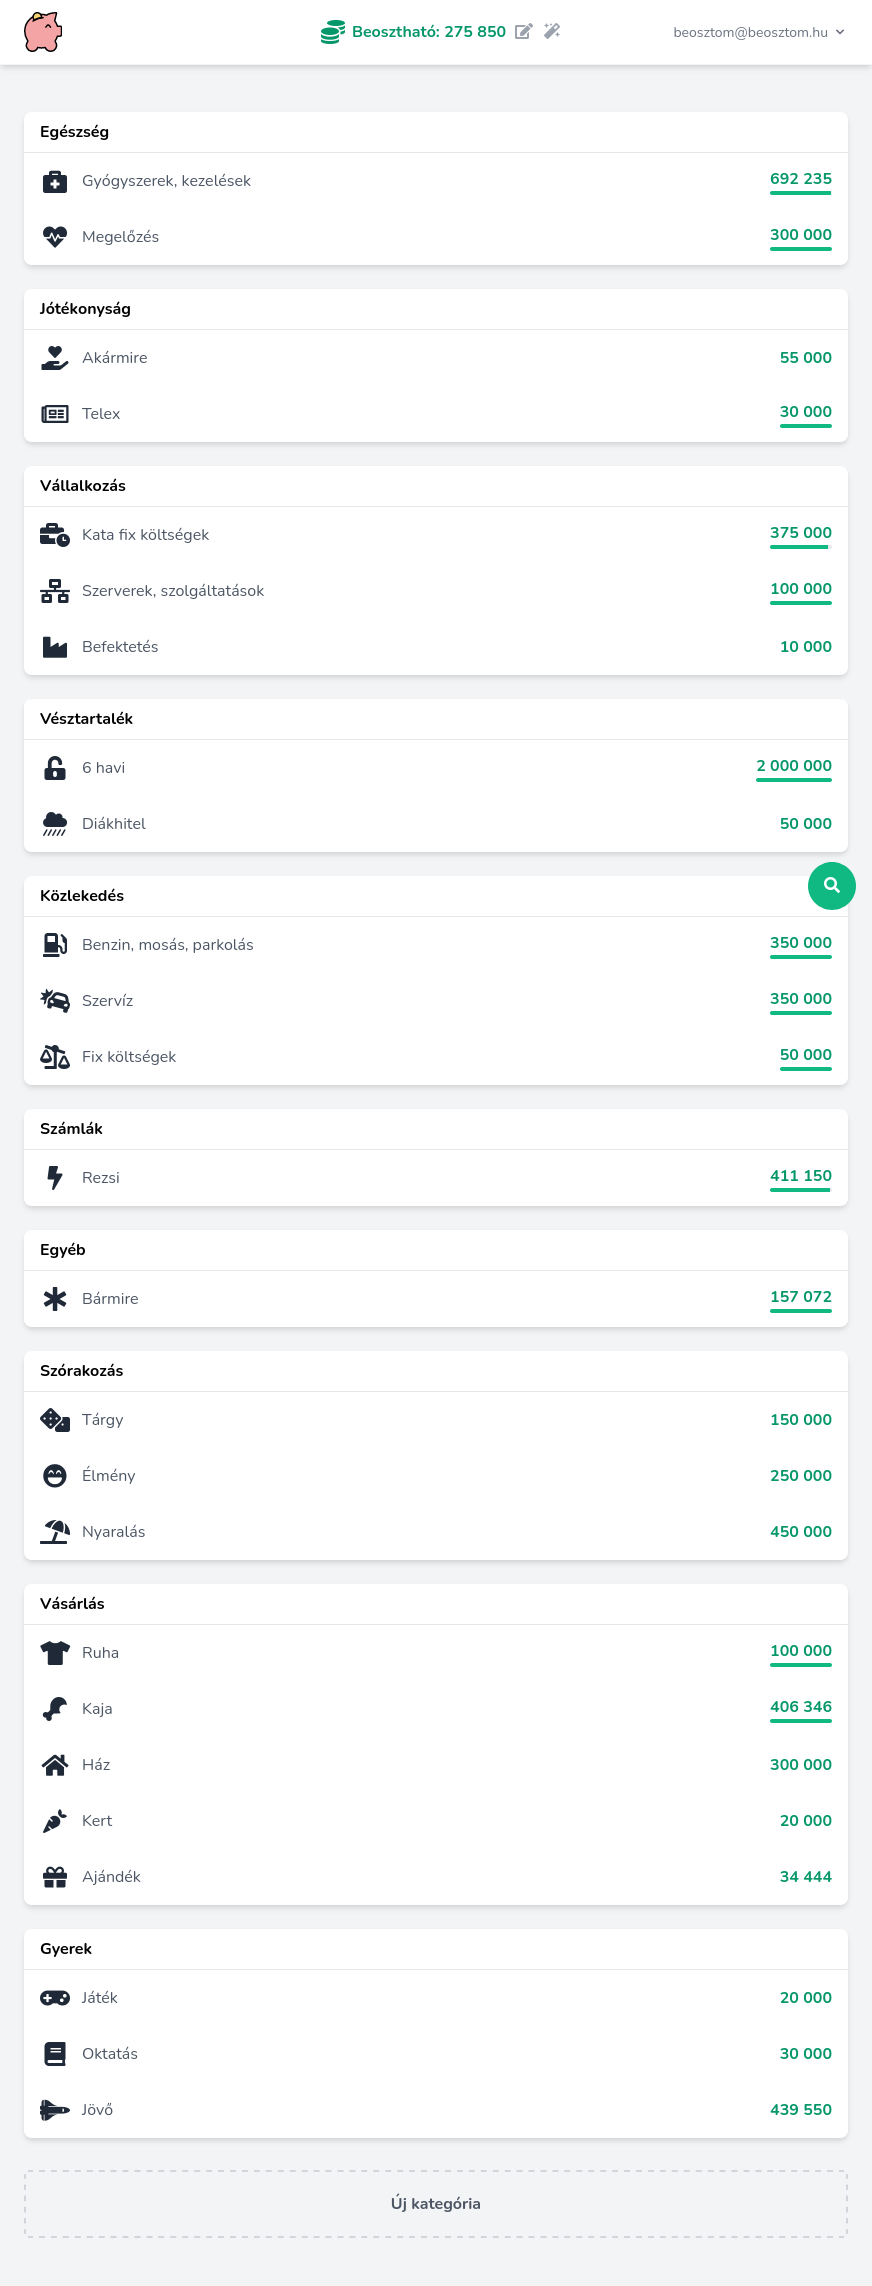 Beosztható: 275 850
beosztom@beosztom.hu
Egészség
Gyógyszerek, kezelések 692 235
Megelőzés 300 000
Jótékonyság
Akármire 55 000
Telex 30 000
Vállalkozás
Kata fix költségek 375 000
Szerverek, szolgáltatások 100 000
Befektetés 10 000
Vésztartalék
6 havi 2 000 000
Diákhitel 50 000
Közlekedés
Benzin, mosás, parkolás 350 000
Szervíz 350 000
Fix költségek 50 000
Számlák
Rezsi 411 150
Egyéb
Bármire 157 072
Szórakozás
Tárgy 150 000
Élmény 250 000
Nyaralás 450 000
Vásárlás
Ruha 100 000
Kaja 406 346
Ház 300 000
Kert 20 000
Ajándék 34 444
Gyerek
Játék 20 000
Oktatás 30 000
Jövő 439 550
Új kategória